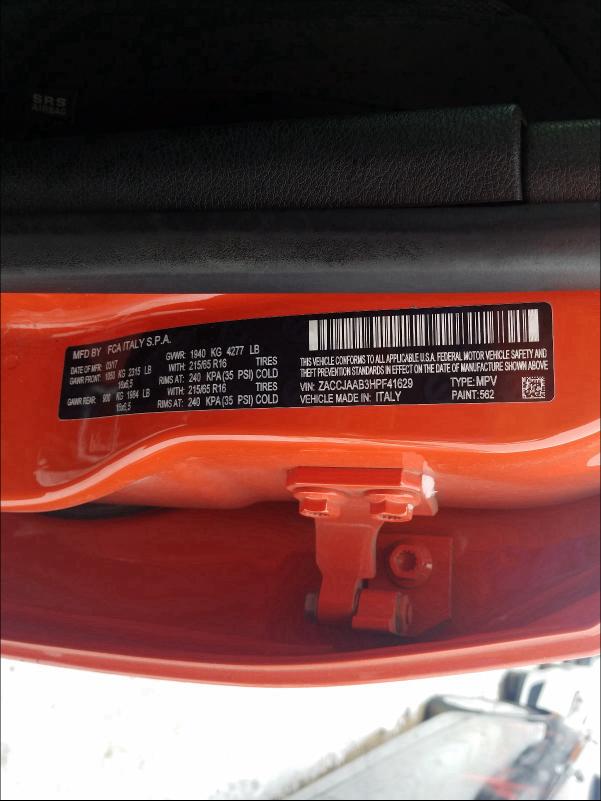 SRS
AIRBAG
MFD BY FCA ITALY S.P.A.
DATE OF MFR: 03/17 GVWR: 1940 KG 4277 LB
GAWR FRONT: 1050 KG 2315 LB WITH: 215/65 R16 TIRES
16x6,5 RIMS AT: 240 KPA (35 PSI) COLD
GAWR REAR: 900 KG 1984 LB WITH: 215/65 R16 TIRES
16x6,5 RIMS AT: 240 KPA (35 PSI) COLD
THIS VEHICLE CONFORMS TO ALL APPLICABLE U.S.A. FEDERAL MOTOR VEHICLE SAFETY, BUMPER AND
THEFT PREVENTION STANDARDS IN EFFECT ON THE DATE OF MANUFACTURE SHOWN ABOVE
VIN: ZACCJAAB3HPF41629 TYPE: MPV
VEHICLE MADE IN: ITALY PAINT: 562